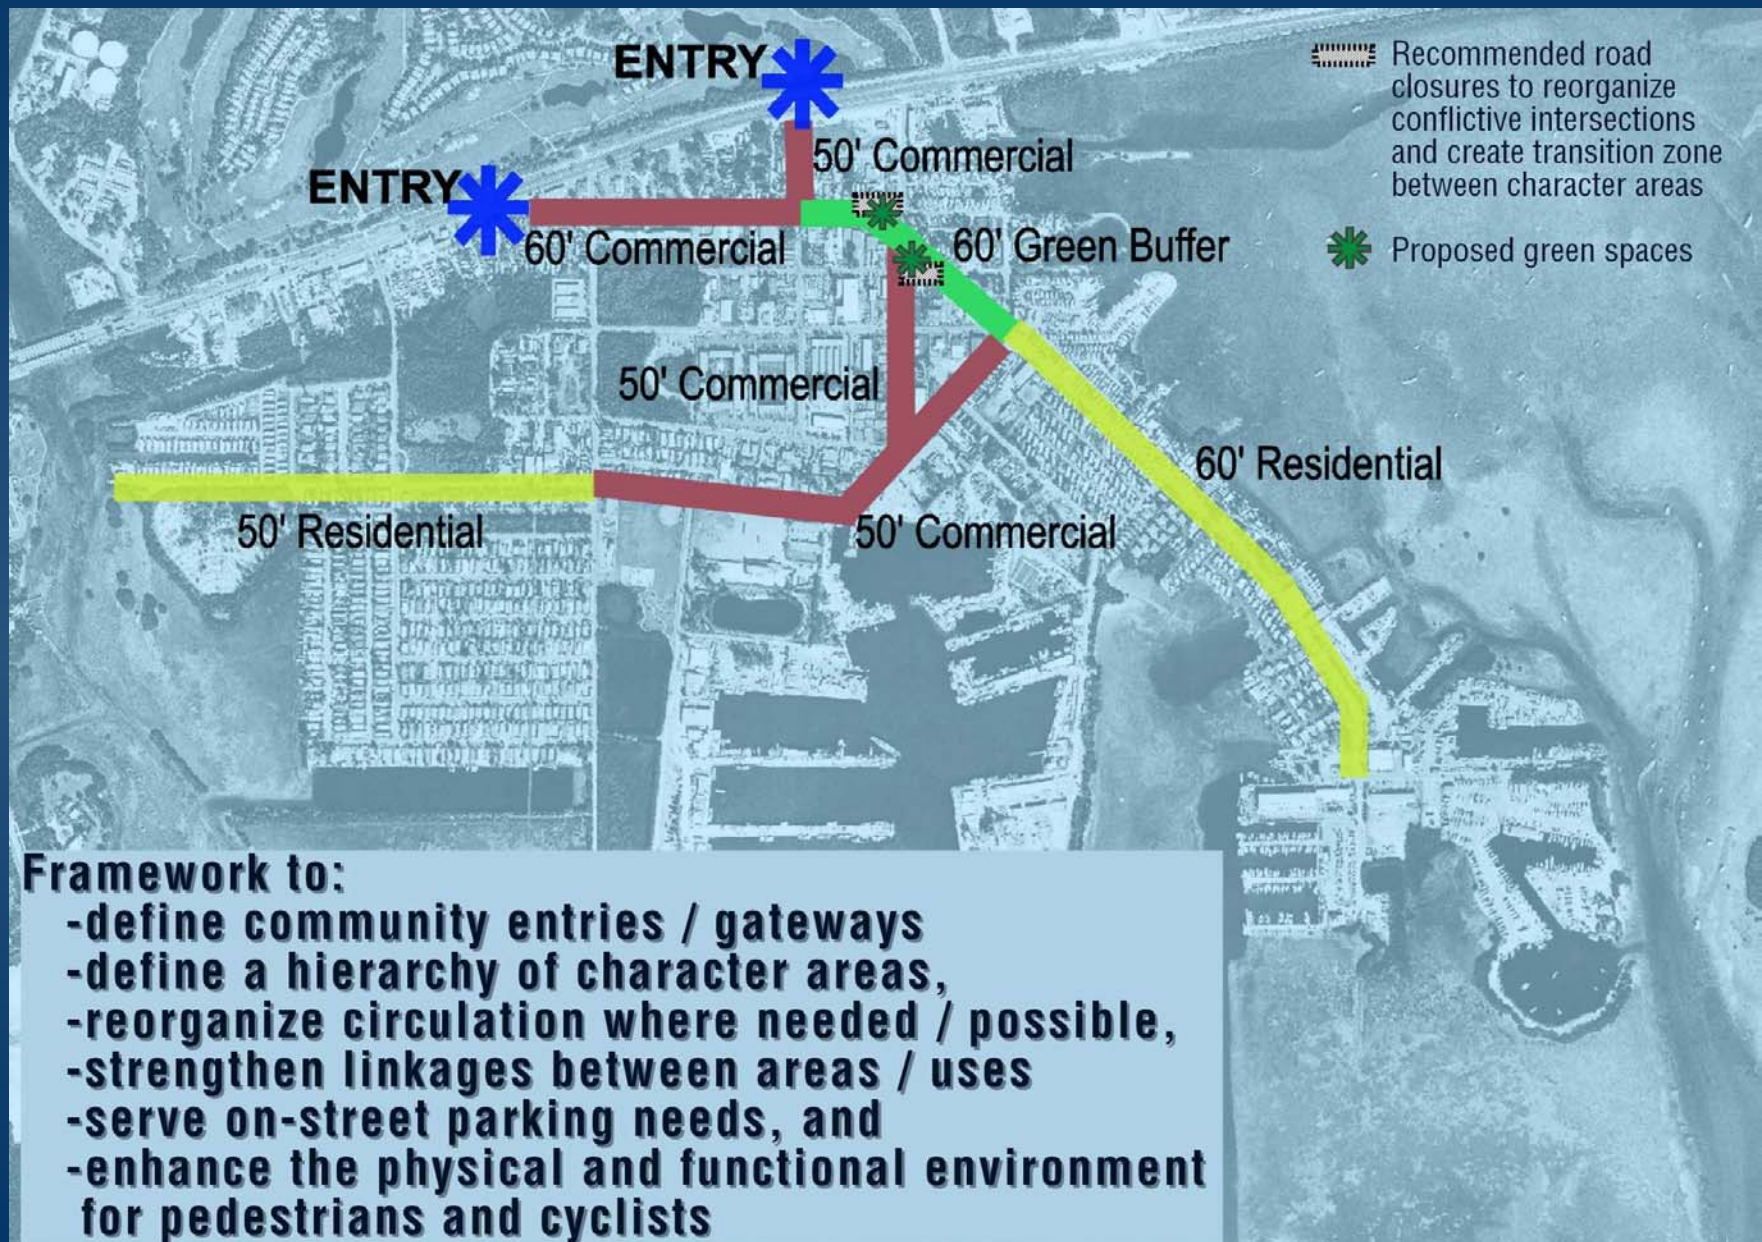 ENTRY
ENTRY
50' Commercial
60' Commercial
60' Green Buffer
50' Commercial
60' Residential
50' Residential
50' Commercial
Recommended road
closures to reorganize
conflictive intersections
and create transition zone
between character areas
Proposed green spaces
Framework to:
-define community entries / gateways
-define a hierarchy of character areas,
-reorganize circulation where needed / possible,
-strengthen linkages between areas / uses
-serve on-street parking needs, and
-enhance the physical and functional environment
for pedestrians and cyclists